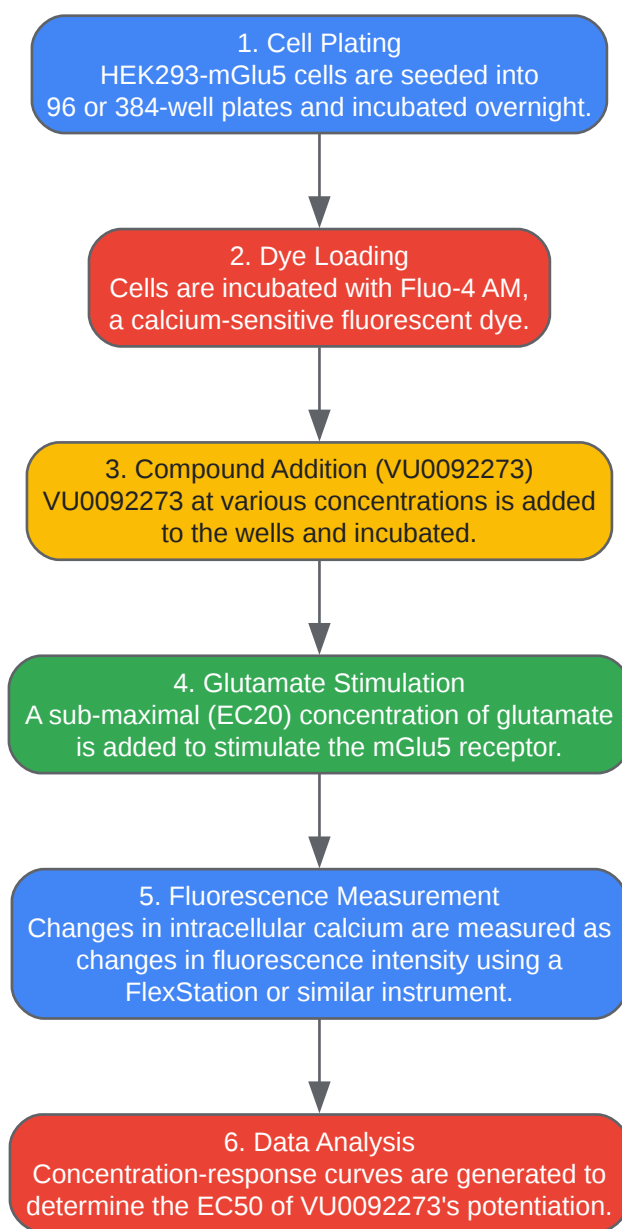 1. Cell Plating
HEK293-mGlu5 cells are seeded into
96 or 384-well plates and incubated overnight.
2. Dye Loading
Cells are incubated with Fluo-4 AM,
a calcium-sensitive fluorescent dye.
3. Compound Addition (VU0092273)
VU0092273 at various concentrations is added
to the wells and incubated.
4. Glutamate Stimulation
A sub-maximal (EC20) concentration of glutamate
is added to stimulate the mGlu5 receptor.
5. Fluorescence Measurement
Changes in intracellular calcium are measured as
changes in fluorescence intensity using a
FlexStation or similar instrument.
6. Data Analysis
Concentration-response curves are generated to
determine the EC50 of VU0092273's potentiation.